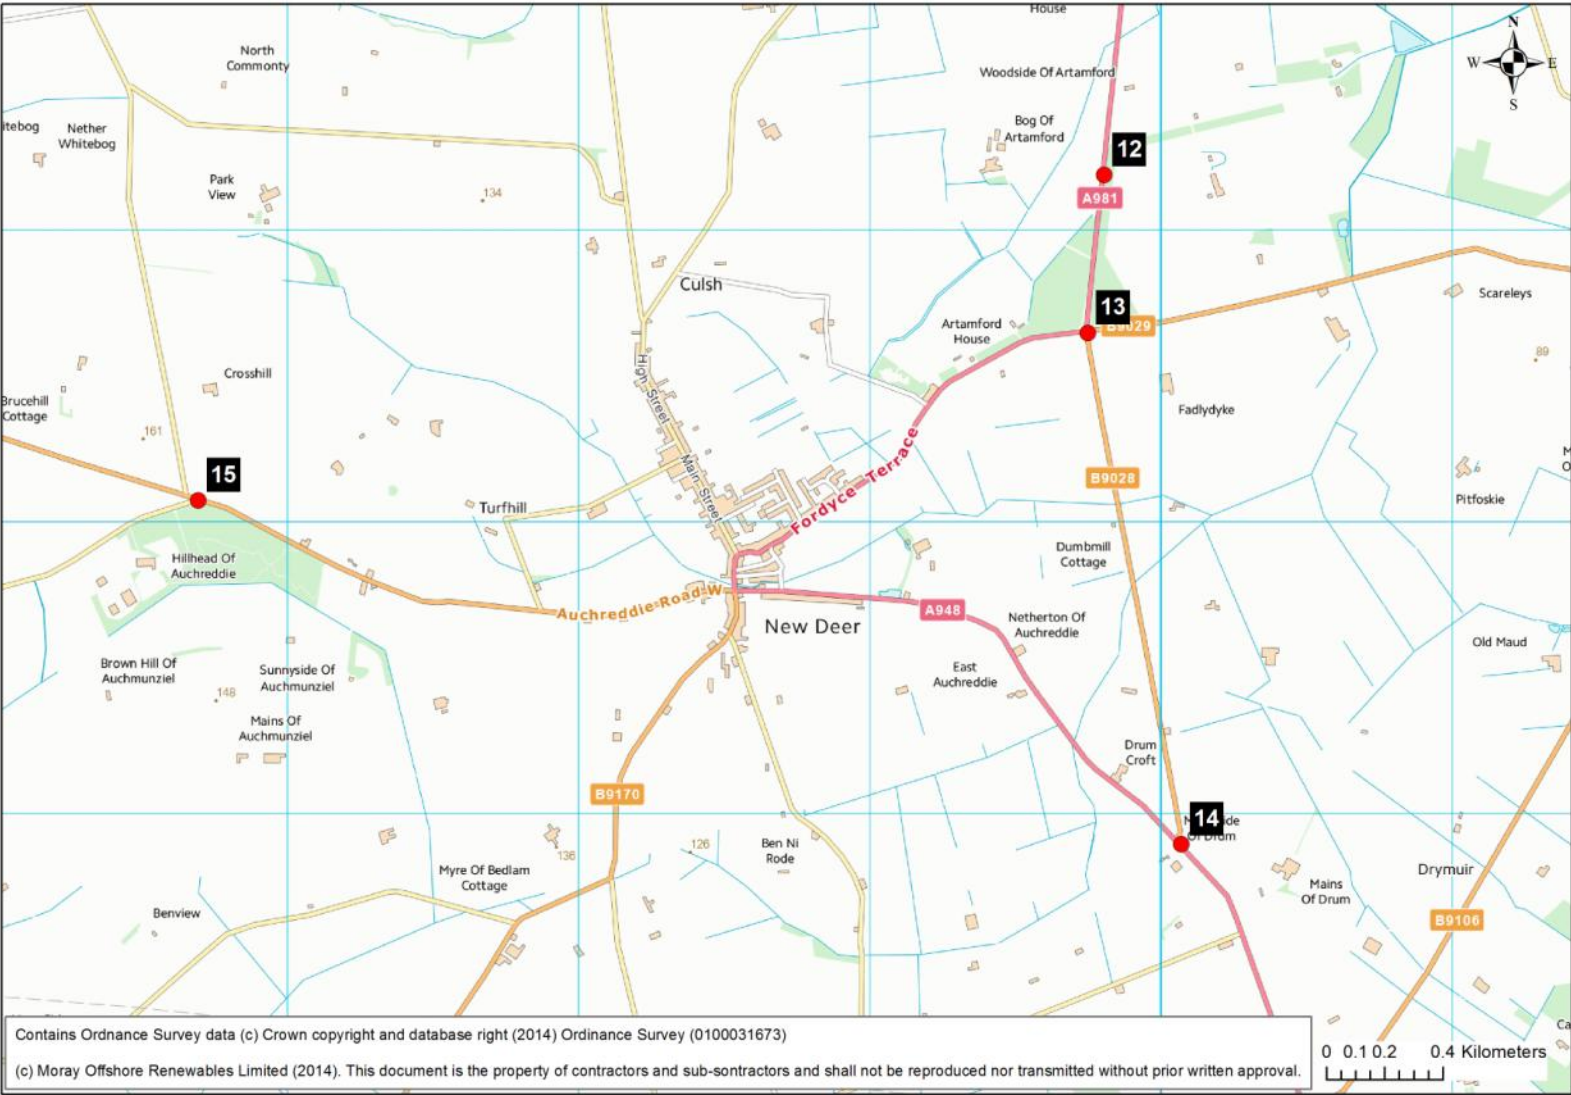 House
N
North
Commonty
W
E
Woodside Of Artamford
S
itebog
Nether
Whitebog
Bog Of
Artamford
12
Park
View
134
A981
Culsh
Scareleys
13
B9029
Artamford
House
89
High Street
Crosshill
Brucehill
Cottage
Fadlydyke
161
Fordyce Terrace
15
Main Street
M
O
B9028
Pitfoskie
Turfhill
Hillhead Of
Auchreddie
Dumbmill
Cottage
Auchreddie Road W
A948
New Deer
Netherton Of
Auchreddie
Old Maud
Brown Hill Of
Auchmunziel
Sunnyside Of
Auchmunziel
East
Auchreddie
148
Mains Of
Auchmunziel
Drum
Croft
B9170
14
ide
Of Drum
136
126
Ben Ni
Rode
Myre Of Bedlam
Cottage
Drymuir
Mains
Of Drum
Benview
B9106
Contains Ordnance Survey data (c) Crown copyright and database right (2014) Ordinance Survey (0100031673)
(c) Moray Offshore Renewables Limited (2014). This document is the property of contractors and sub-sontractors and shall not be reproduced nor transmitted without prior written approval.
Ca
0 0.1 0.2 0.4 Kilometers